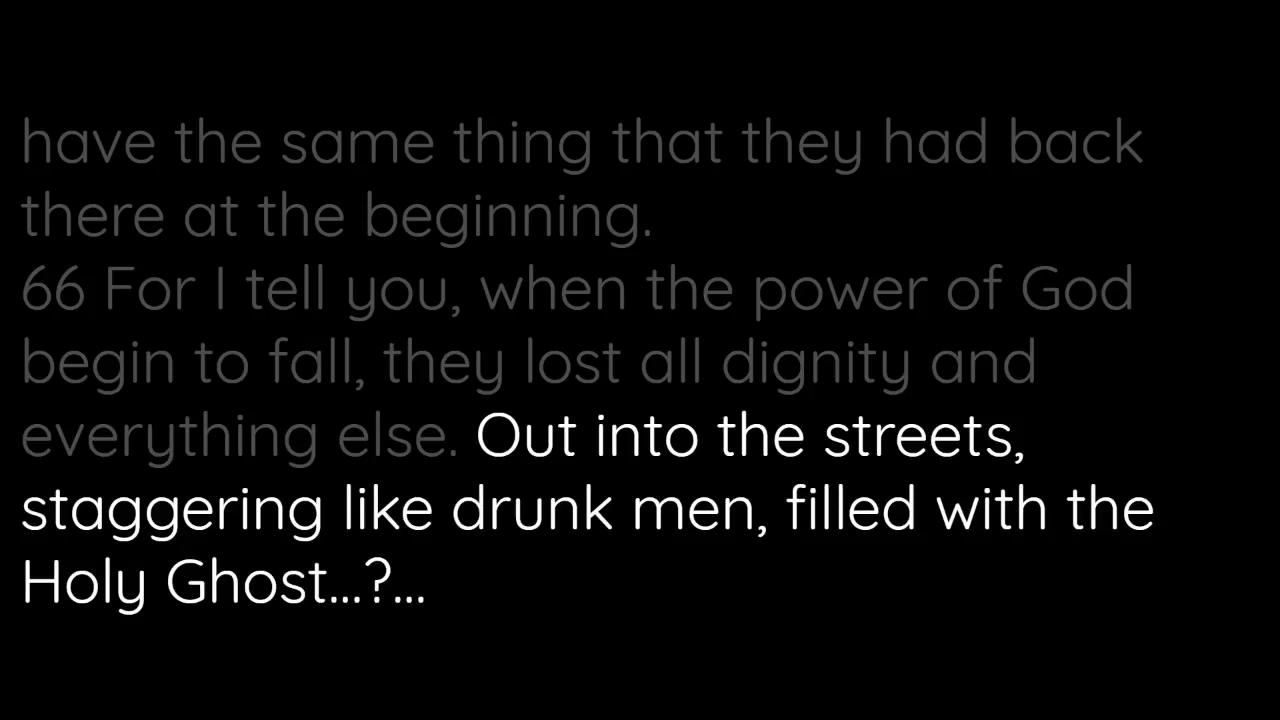 have the same thing that they had back
there at the beginning.
66 For I tell you, when the power of God
begin to fall, they lost all dignity and
everything else. Out into the streets,
staggering like drunk men, filled with the
Holy Ghost...?...